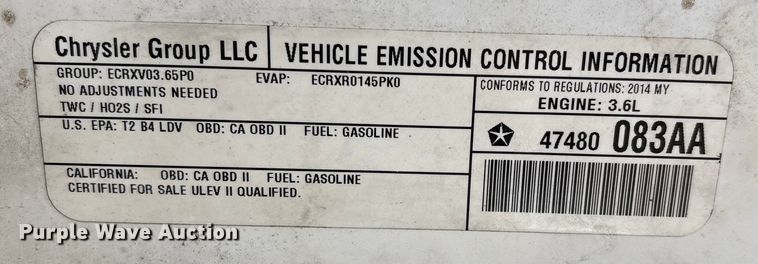 Chrysler Group LLC VEHICLE EMISSION CONTROL INFORMATION
GROUP: ECRXV03.65P0 EVAP: ECRXR0145PK0
NO ADJUSTMENTS NEEDED
TWC / HO2S / SFI
CONFORMS TO REGULATIONS: 2014 MY
ENGINE: 3.6L
U.S. EPA: T2 B4 LDV OBD: CA OBD II FUEL: GASOLINE
47480 083AA
CALIFORNIA: OBD: CA OBD II FUEL: GASOLINE
CERTIFIED FOR SALE ULEV II QUALIFIED.
Purple Wave Auction